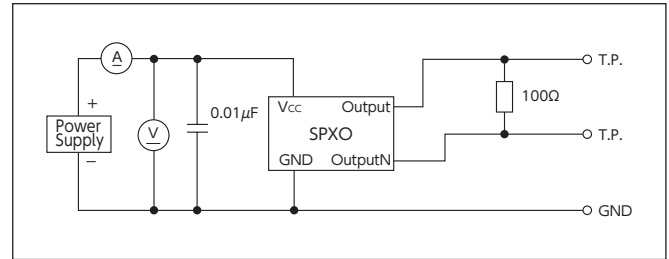 A
T.P.
+
0.01μF
Vcc Output
100Ω
Power
Supply
V
SPXO
T.P.
−
GND OutputN
GND